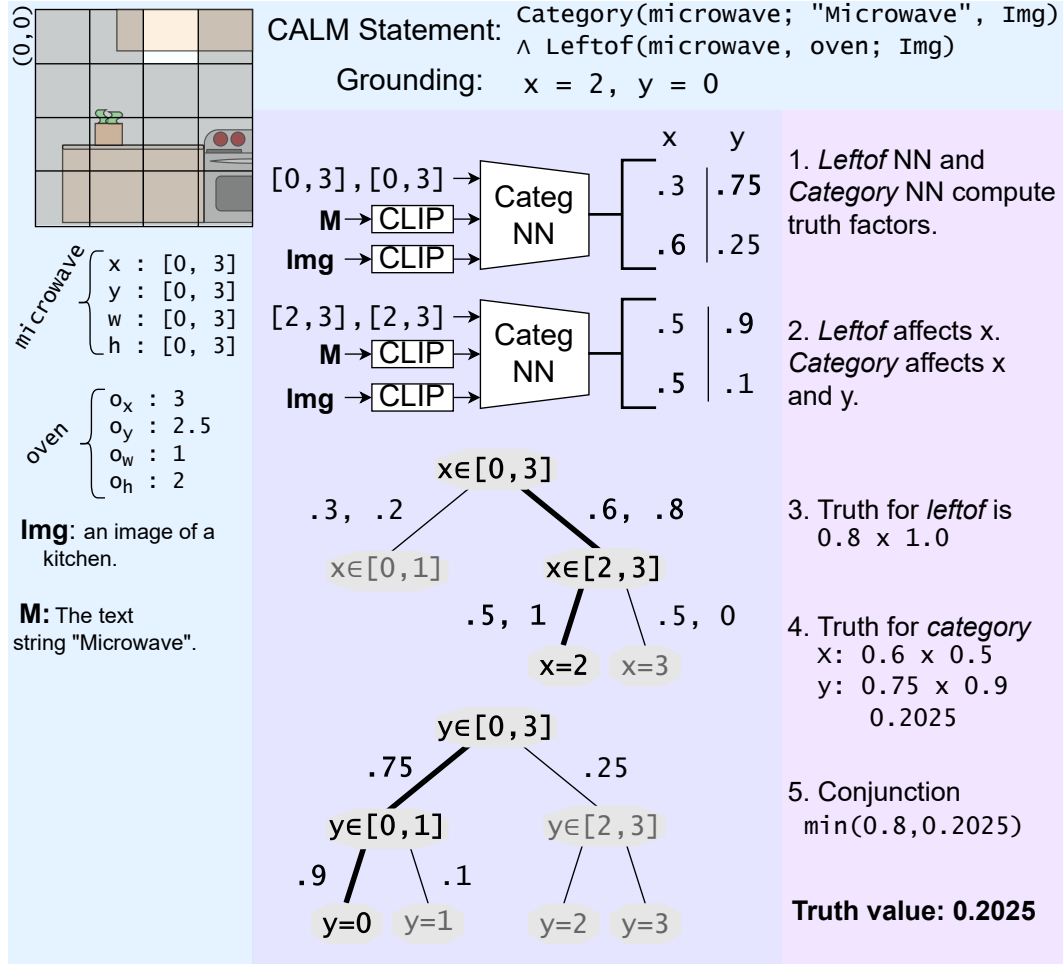 (0,0)
CALM Statement:
Category(microwave; "Microwave", Img)
∧ Leftof(microwave, oven; Img)
Grounding:
x = 2, y = 0
microwave
x : [0, 3]
y : [0, 3]
w : [0, 3]
h : [0, 3]
oven
oₓ : 3
o_y : 2.5
o_w : 1
o_h : 2
Img: an image of a
kitchen.
M: The text
string "Microwave".
x y
[0,3],[0,3]
M CLIP
Img CLIP
Categ
NN
.3 .75
.6 .25
[2,3],[2,3]
M CLIP
Img CLIP
Categ
NN
.5 .9
.5 .1
x∈[0,3]
.3, .2 .6, .8
x∈[0,1] x∈[2,3]
.5, 1 .5, 0
x=2 x=3
y∈[0,3]
.75 .25
y∈[0,1] y∈[2,3]
.9 .1
y=0 y=1 y=2 y=3
1. Leftof NN and
Category NN compute
truth factors.
2. Leftof affects x.
Category affects x
and y.
3. Truth for leftof is
0.8 x 1.0
4. Truth for category
X: 0.6 x 0.5
y: 0.75 x 0.9
0.2025
5. Conjunction
min(0.8,0.2025)
Truth value: 0.2025